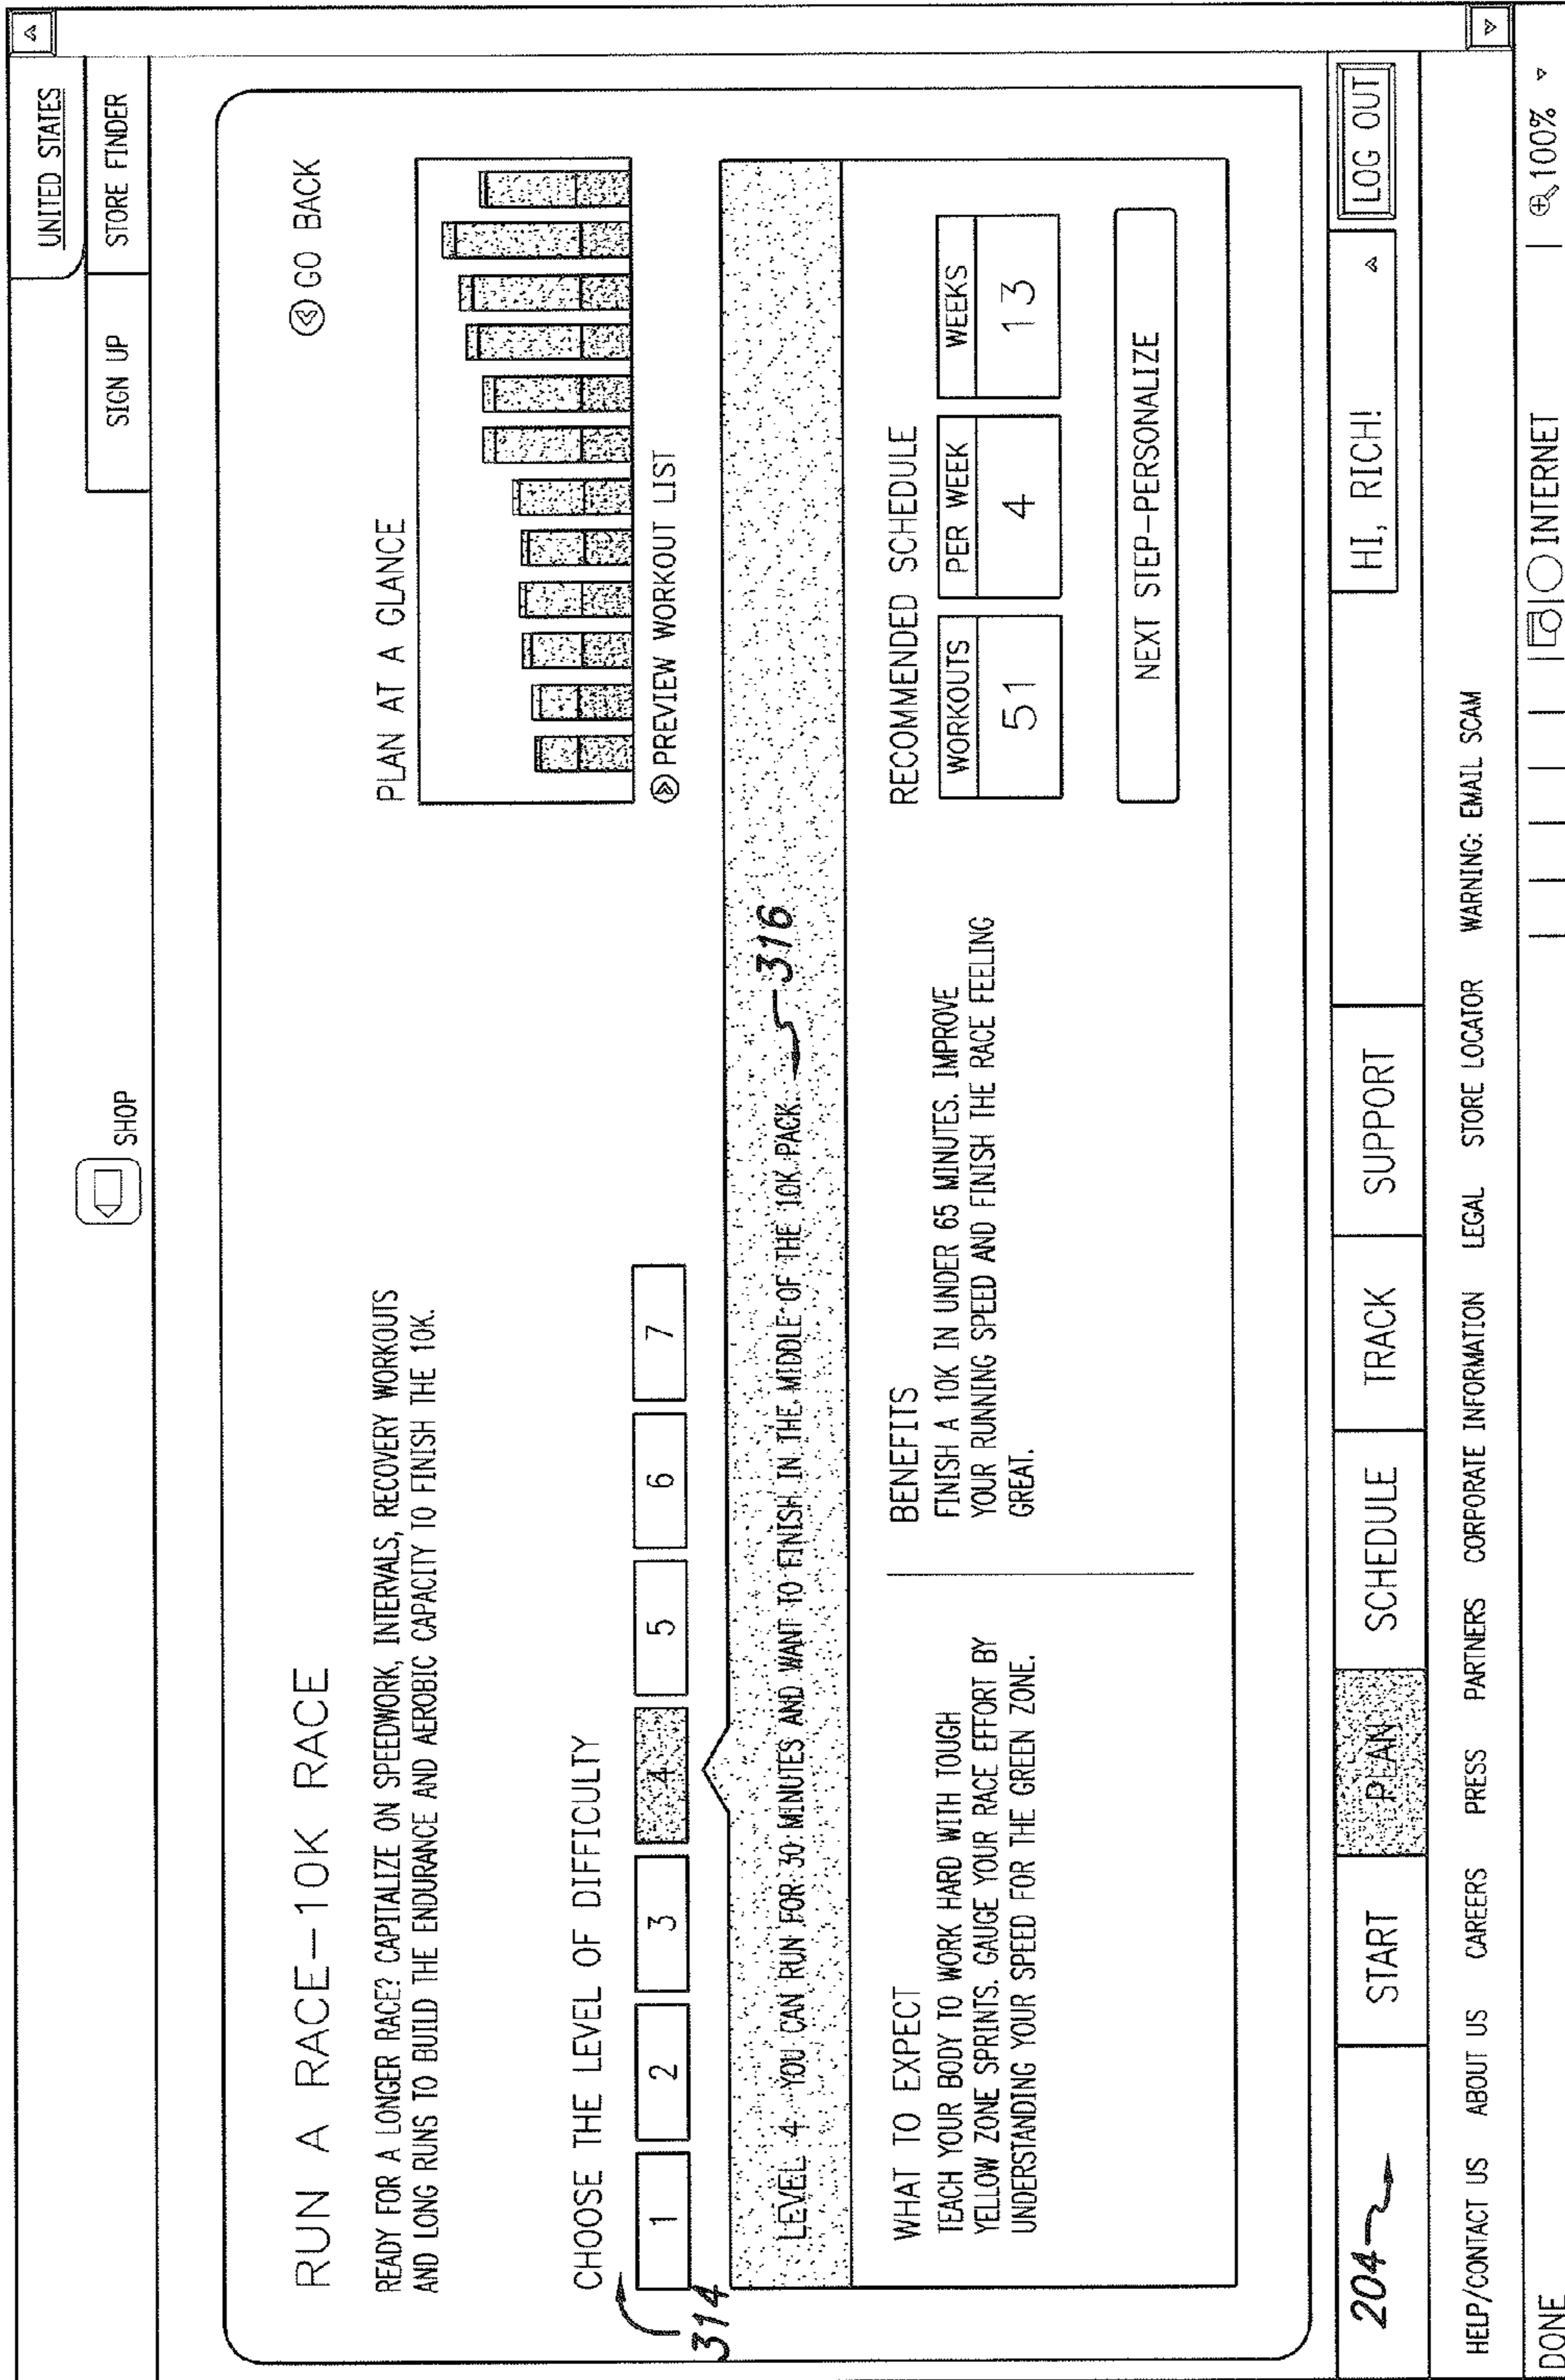 UNITED STATES
SHOP
SIGN UP
STORE FINDER
RUN A RACE-10K RACE
GO BACK
READY FOR A LONGER RACE? CAPITALIZE ON SPEEDWORK, INTERVALS, RECOVERY WORKOUTS
AND LONG RUNS TO BUILD THE ENDURANCE AND AEROBIC CAPACITY TO FINISH THE 10K.
PLAN AT A GLANCE
CHOOSE THE LEVEL OF DIFFICULTY
314
1 2 3 4 5 6 7
PREVIEW WORKOUT LIST
LEVEL 4 YOU CAN RUN FOR 30 MINUTES AND WANT TO FINISH IN THE MIDDLE OF THE 10K PACK. 316
WHAT TO EXPECT
TEACH YOUR BODY TO WORK HARD WITH TOUGH
YELLOW ZONE SPRINTS. GAUGE YOUR RACE EFFORT BY
UNDERSTANDING YOUR SPEED FOR THE GREEN ZONE.
BENEFITS
FINISH A 10K IN UNDER 65 MINUTES. IMPROVE
YOUR RUNNING SPEED AND FINISH THE RACE FEELING
GREAT.
RECOMMENDED SCHEDULE
WORKOUTS PER WEEK WEEKS
51 4 13
NEXT STEP-PERSONALIZE
204 START PLAN SCHEDULE TRACK SUPPORT HI, RICH! LOG OUT
HELP/CONTACT US ABOUT US CAREERS PRESS PARTNERS CORPORATE INFORMATION LEGAL STORE LOCATOR WARNING: EMAIL SCAM
DONE INTERNET 100%